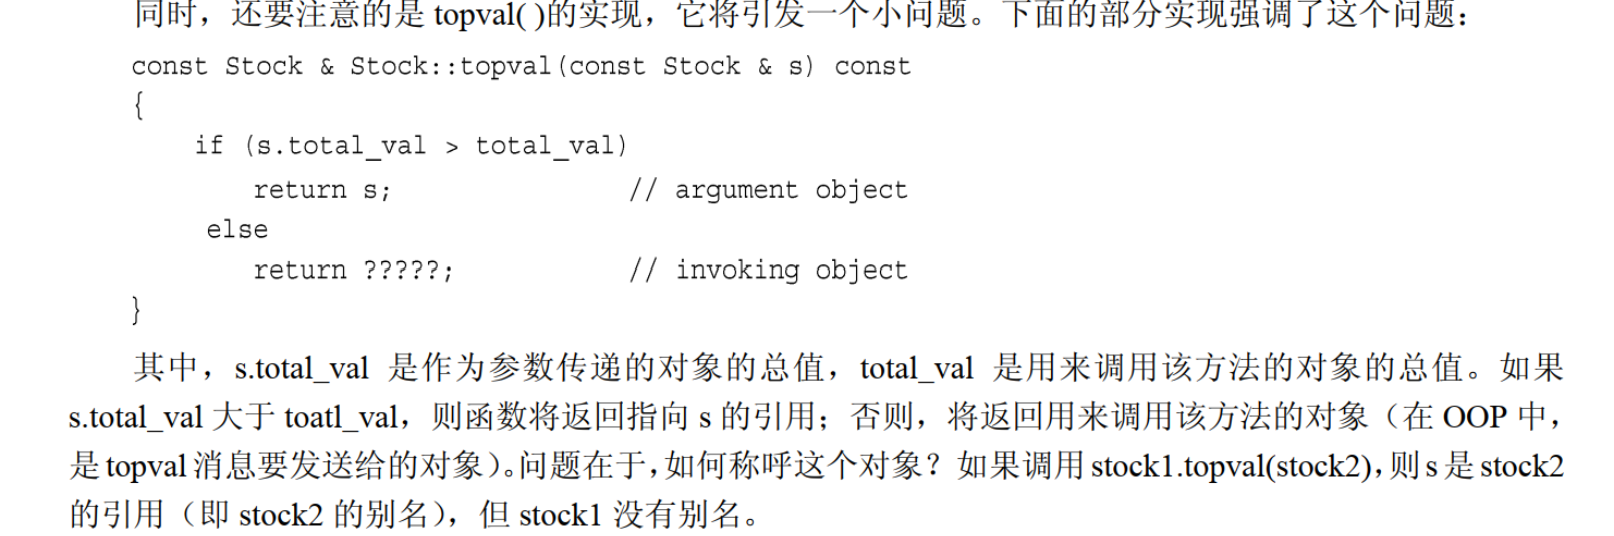 同时，还要注意的是 topval( )的实现，它将引发一个小问题。下面的部分实现强调了这个问题：
const Stock & Stock::topval(const Stock & s) const
{
    if (s.total_val > total_val)
        return s;               // argument object
    else
        return ?????;           // invoking object
}
其中，s.total_val 是作为参数传递的对象的总值，total_val 是用来调用该方法的对象的总值。如果
s.total_val 大于 toatl_val，则函数将返回指向 s 的引用；否则，将返回用来调用该方法的对象（在 OOP 中，
是 topval 消息要发送给的对象）。问题在于，如何称呼这个对象？如果调用 stock1.topval(stock2)，则 s 是 stock2
的引用（即 stock2 的别名），但 stock1 没有别名。